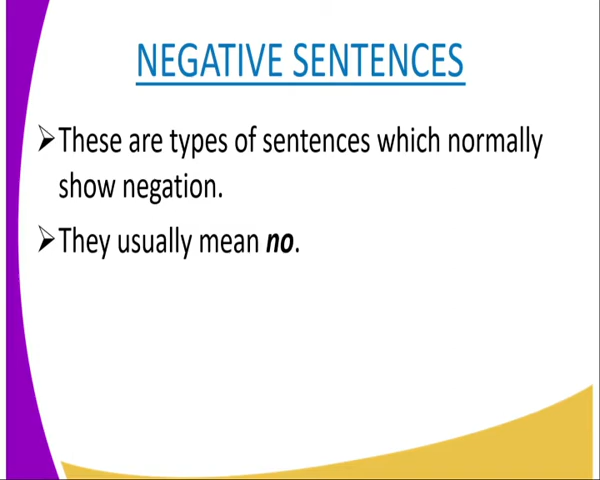 NEGATIVE SENTENCES
➢These are types of sentences which normally
show negation.
➢They usually mean no.